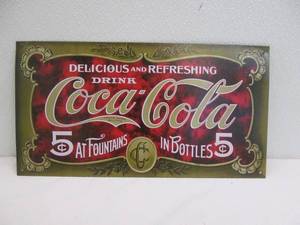 DELICIOUS AND REFRESHING
DRINK
Coca-Cola
5¢ AT FOUNTAINS IN BOTTLES 5¢